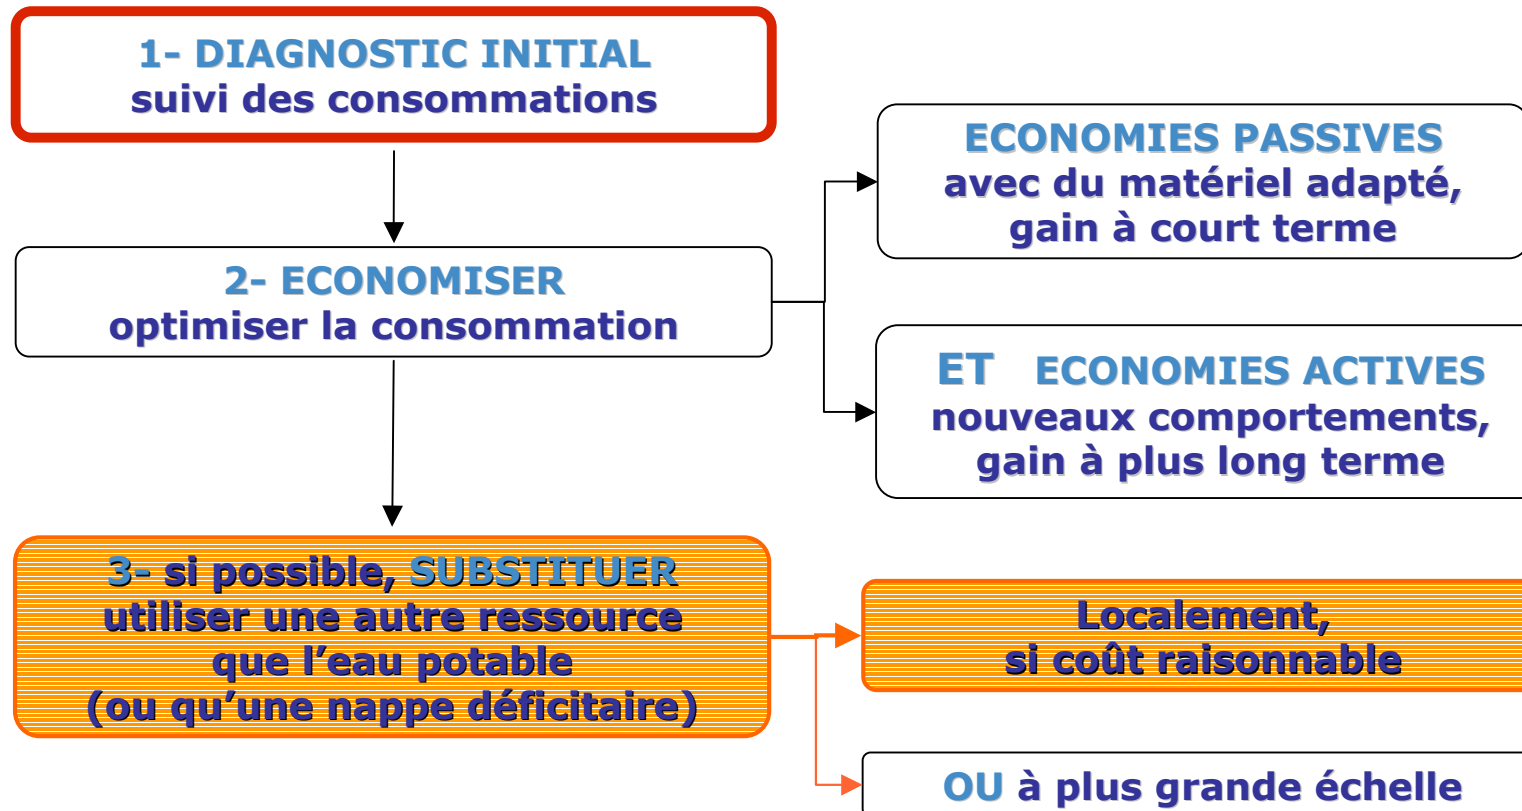 1- DIAGNOSTIC INITIAL
suivi des consommations
2- ECONOMISER
optimiser la consommation
ECONOMIES PASSIVES
avec du matériel adapté,
gain à court terme
ET ECONOMIES ACTIVES
nouveaux comportements,
gain à plus long terme
3- si possible, SUBSTITUER
utiliser une autre ressource
que l’eau potable
(ou qu’une nappe déficitaire)
Localement,
si coût raisonnable
OU à plus grande échelle